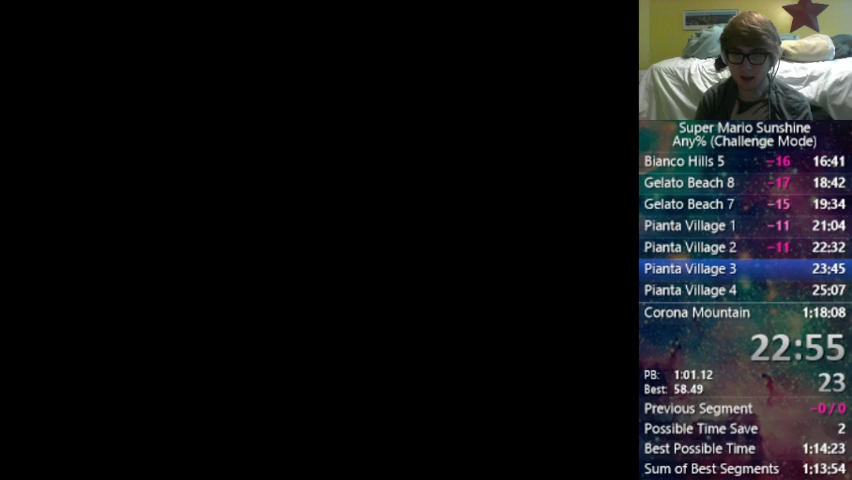 Super Mario Sunshine
Any% (Challenge Mode)
Bianco Hills 5 -16 16:41
Gelato Beach 8 -17 18:42
Gelato Beach 7 -15 19:34
Pianta Village 1 -11 21:04
Pianta Village 2 -11 22:32
Pianta Village 3 23:45
Pianta Village 4 25:07
Corona Mountain 1:18:08
22:55
PB: 1:01.12
Best: 58.49
23
Previous Segment -0 / 0
Possible Time Save 2
Best Possible Time 1:14:23
Sum of Best Segments 1:13:54